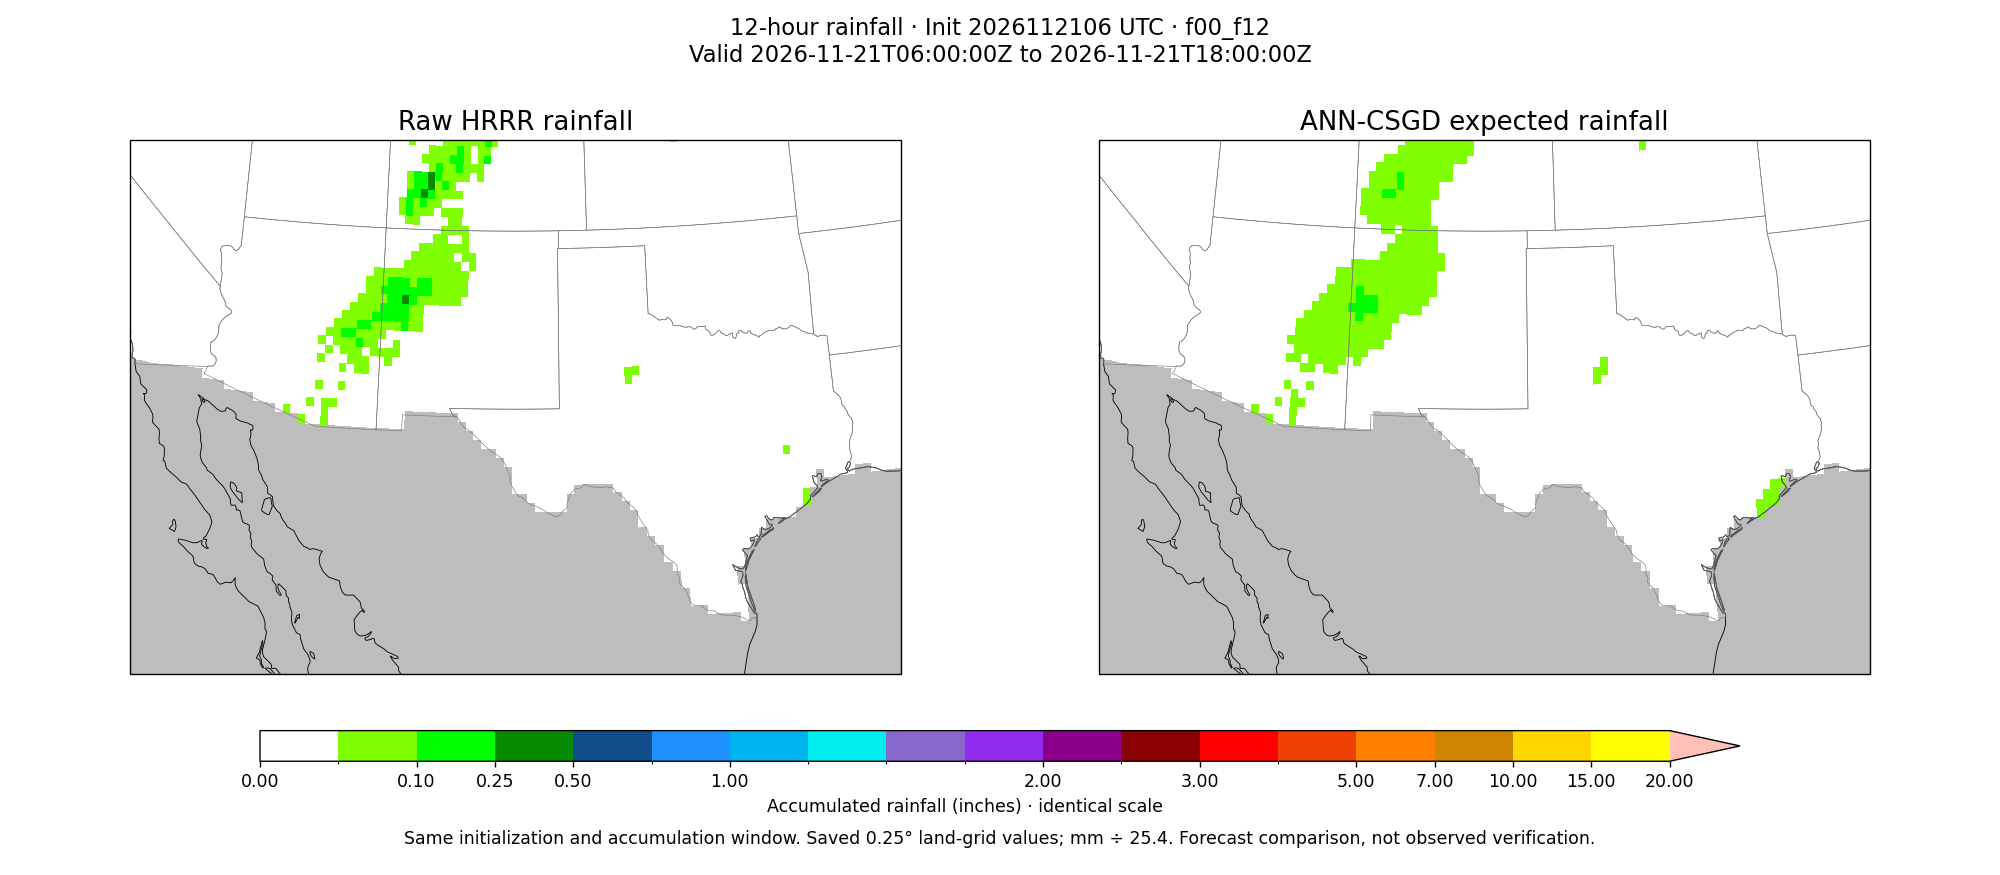 12-hour rainfall · Init 2026112106 UTC · f00_f12
Valid 2026-11-21T06:00:00Z to 2026-11-21T18:00:00Z
Raw HRRR rainfall
ANN-CSGD expected rainfall
0.00 0.10 0.25 0.50 1.00 2.00 3.00 5.00 7.00 10.00 15.00 20.00
Accumulated rainfall (inches) · identical scale
Same initialization and accumulation window. Saved 0.25° land-grid values; mm ÷ 25.4. Forecast comparison, not observed verification.